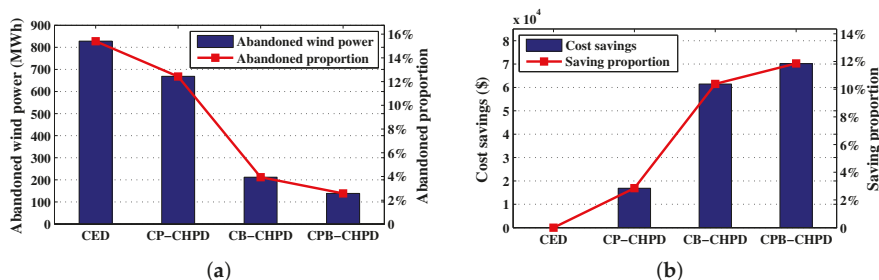 Abandoned wind power (MWh)
900
800
700
600
500
400
300
200
100
0
16%
14%
12%
10%
8%
6%
4%
2%
0
Abandoned proportion
Abandoned wind power
Abandoned proportion
CED
CP−CHPD
CB−CHPD
CPB−CHPD
(a)
x 10⁴
Cost savings ($)
8
7
6
5
4
3
2
1
0
14%
12%
10%
8%
6%
4%
2%
0
Saving proportion
Cost savings
Saving proportion
CED
CP−CHPD
CB−CHPD
CPB−CHPD
(b)